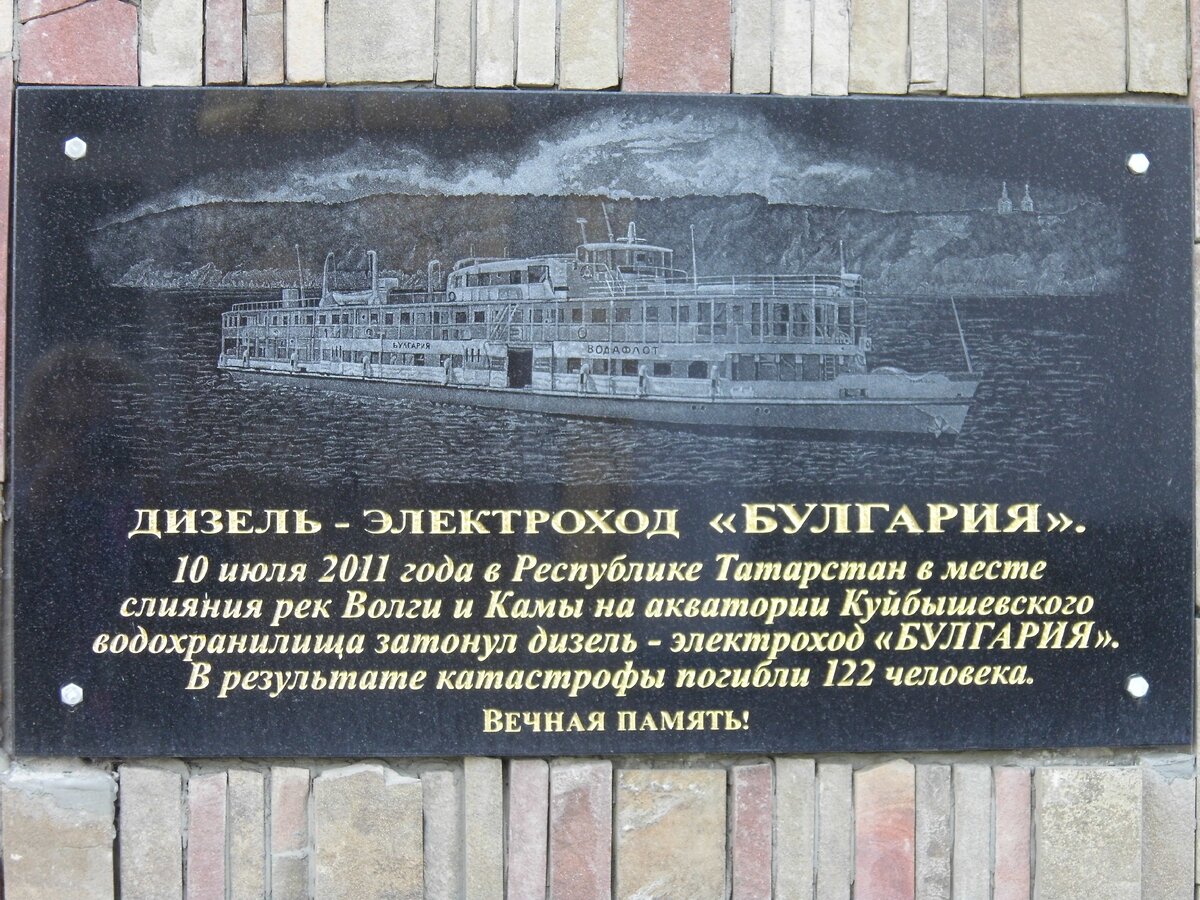 БУЛГАРИЯ
ВОДАФЛОТ
ДИЗЕЛЬ - ЭЛЕКТРОХОД «БУЛГАРИЯ».
10 июля 2011 года в Республике Татарстан в месте
слияния рек Волги и Камы на акватории Куйбышевского
водохранилища затонул дизель - электроход «БУЛГАРИЯ».
В результате катастрофы погибли 122 человека.
ВЕЧНАЯ ПАМЯТЬ!